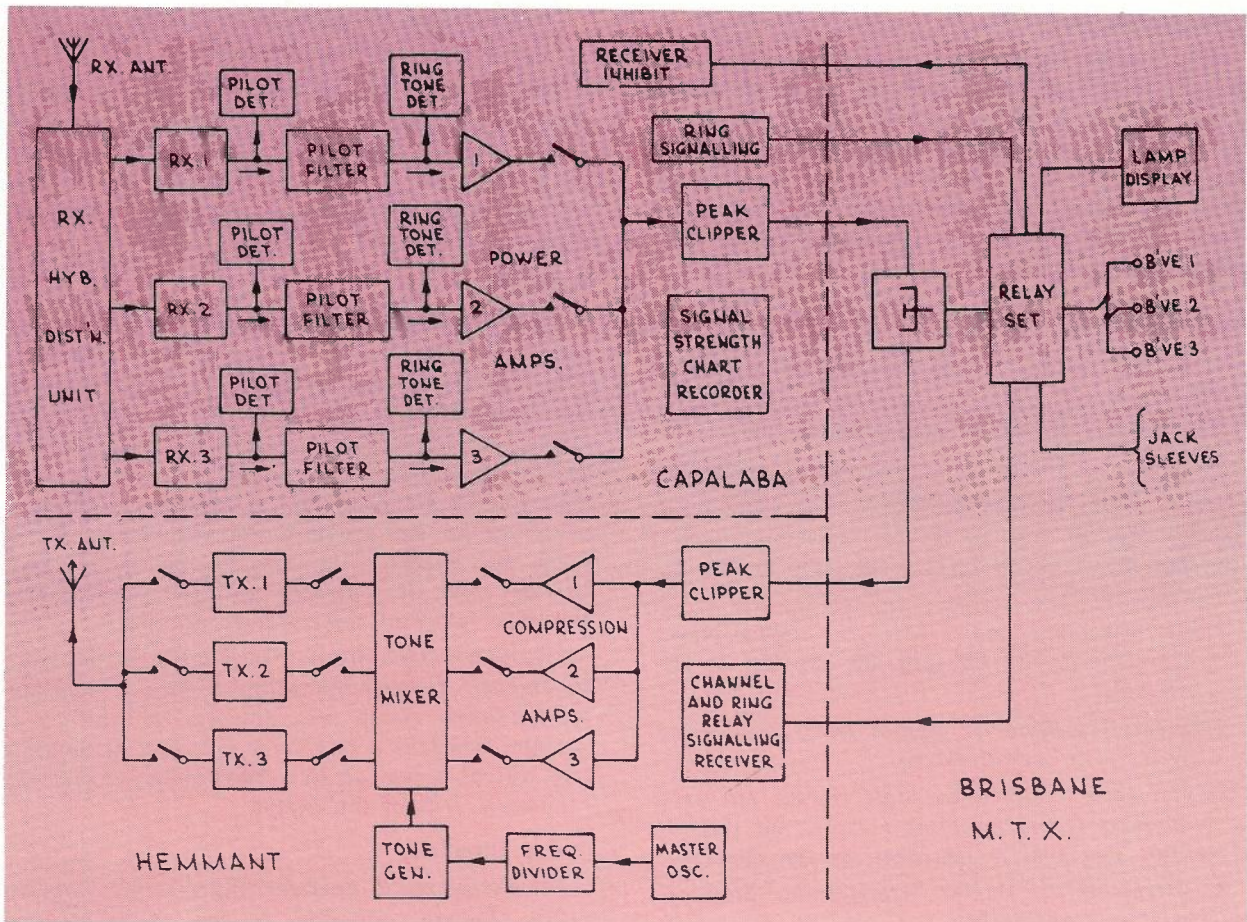 RX. ANT.
RX.
HYB.
DIST'N.
UNIT
RX.1
PILOT
DET.
PILOT
FILTER
RING
TONE
DET.
1
RX.2
PILOT
DET.
PILOT
FILTER
RING
TONE
DET.
2
RX.3
PILOT
DET
PILOT
FILTER
RING
TONE
DET.
3
POWER
AMPS.
RECEIVER
INHIBIT
RING
SIGNALLING
PEAK
CLIPPER
SIGNAL
STRENGTH
CHART
RECORDER
CAPALABA
LAMP
DISPLAY
RELAY
SET
B'VE 1
B'VE 2
B'VE 3
JACK
SLEEVES
TX. ANT.
TX.1
TX.2
TX.3
TONE
MIXER
1
COMPRESSION
2
AMPS.
3
PEAK
CLIPPER
CHANNEL
AND RING
RELAY
SIGNALLING
RECEIVER
HEMMANT
TONE
GEN.
FREQ.
DIVIDER
MASTER
OSC.
BRISBANE
M. T. X.